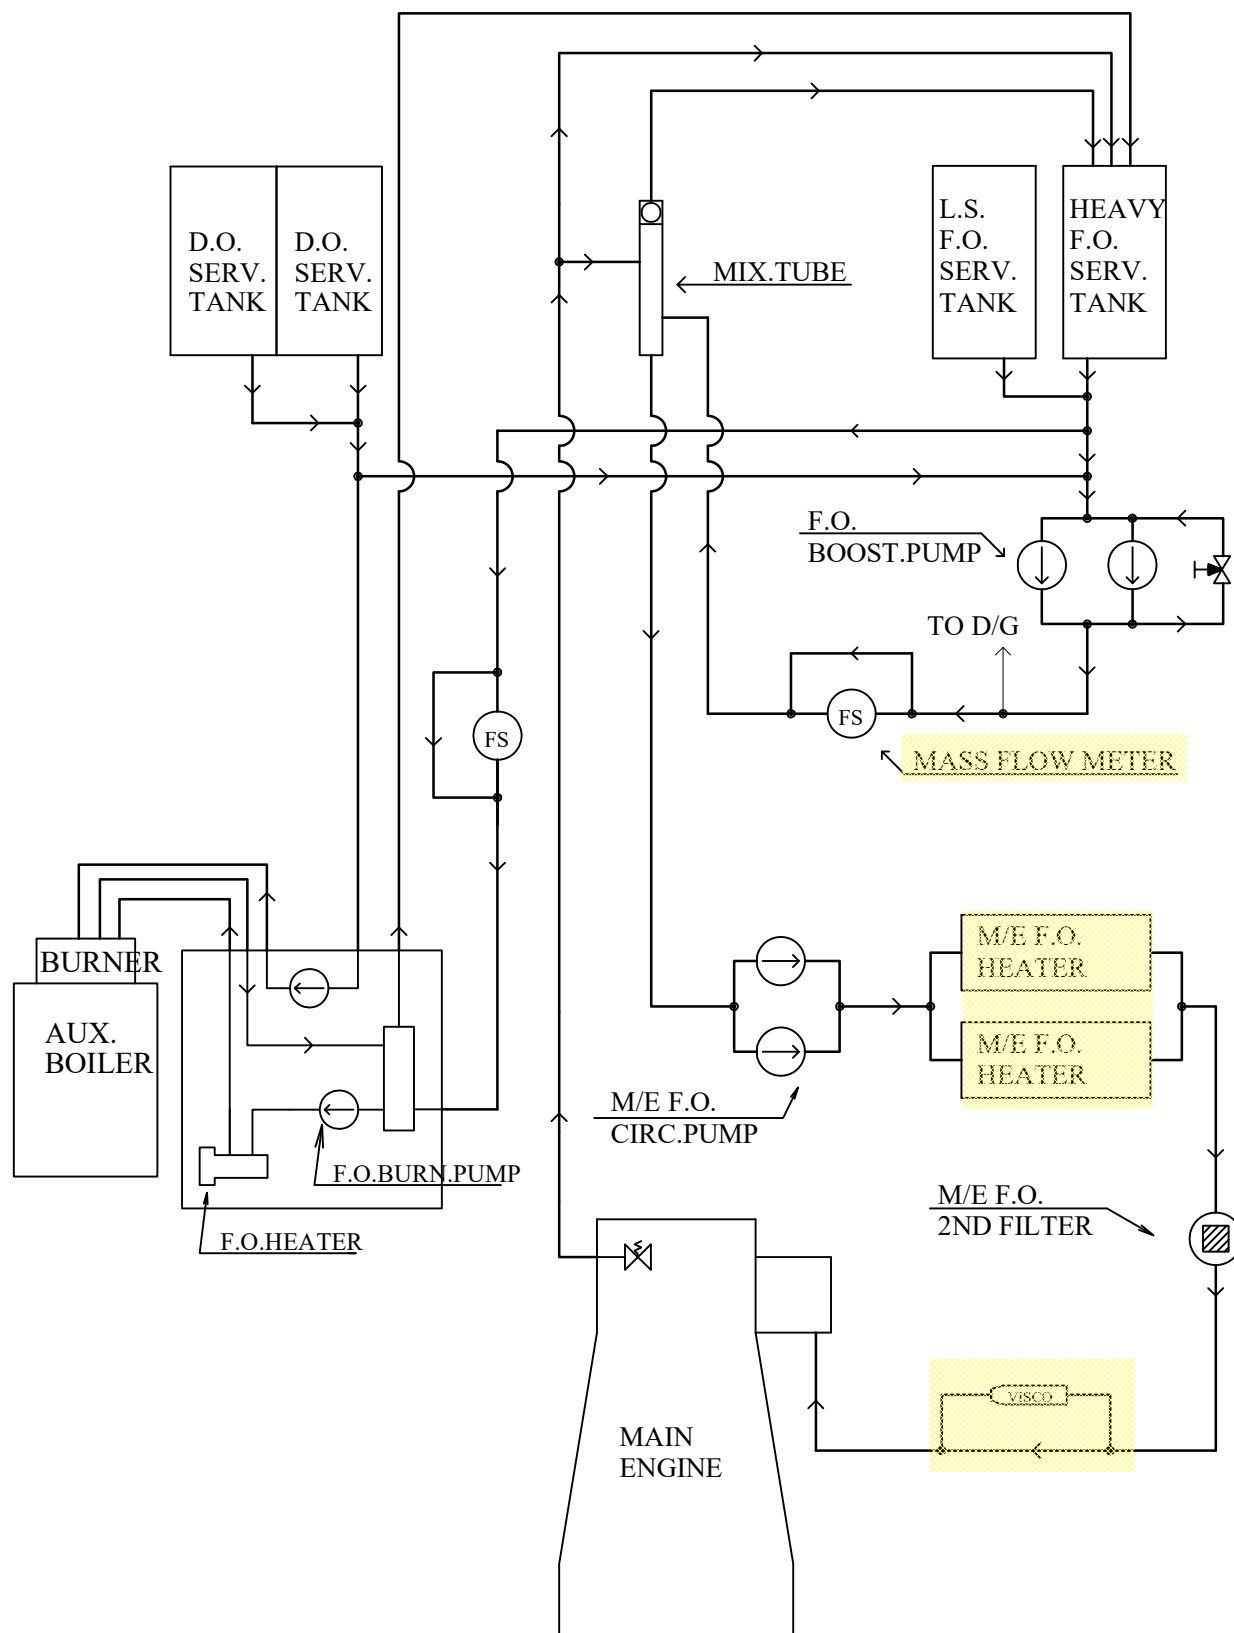 D.O.
SERV.
TANK
D.O.
SERV.
TANK
L.S.
F.O.
SERV.
TANK
HEAVY
F.O.
SERV.
TANK
MIX.TUBE
F.O.
BOOST.PUMP
TO D/G
FS
MASS FLOW METER
FS
BURNER
AUX.
BOILER
F.O.BURN.PUMP
F.O.HEATER
M/E F.O.
HEATER
M/E F.O.
HEATER
M/E F.O.
CIRC.PUMP
M/E F.O.
2ND FILTER
VISCO
MAIN
ENGINE